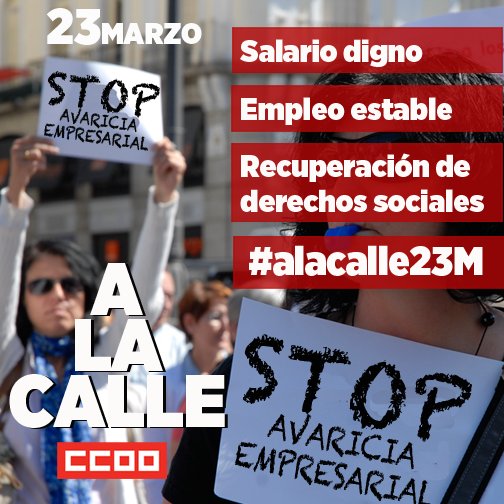 23MARZO
STOP
AVARICIA
EMPRESARIAL
Salario digno
Empleo estable
Recuperación de
derechos sociales
#alacalle23M
A
LA
CALLE
CCOO
STOP
AVARICIA
EMPRESARIAL